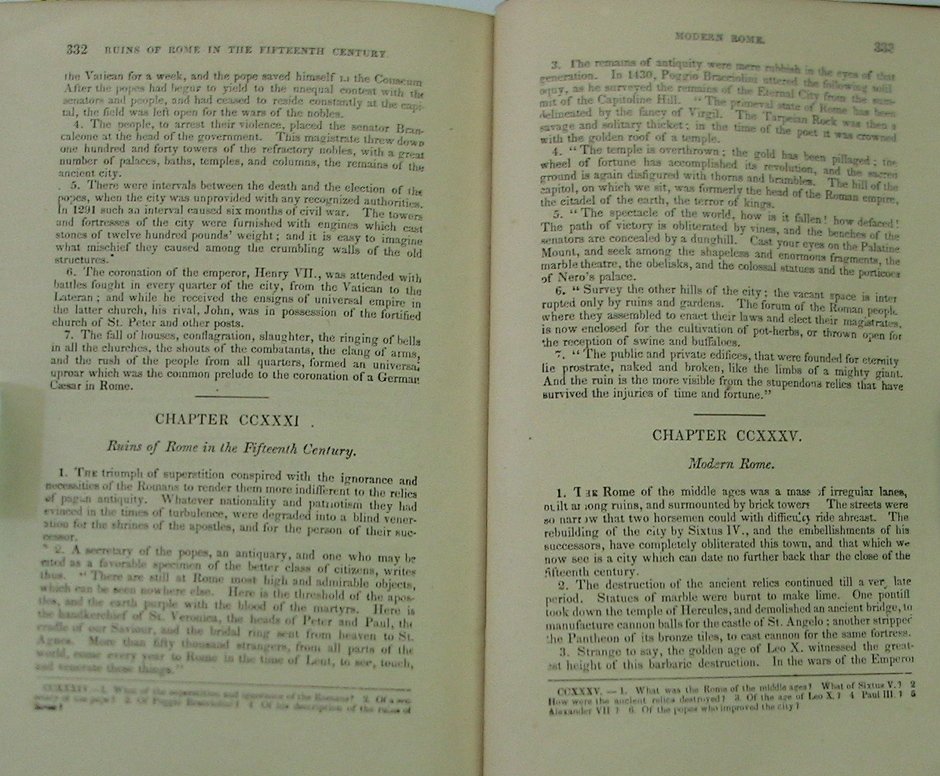 332 RUINS OF ROME IN THE FIFTEENTH CENTURY
the Vatican for a week, and the pope saved himself in the Coliseum
After the popes had begun to yield to the unequal contest with the
senators and people, and had ceased to reside constantly at the capi-
tal, the field was left open for the wars of the nobles.
4. The people, to arrest their violence, placed the senator Bran-
caleone at the head of the government. This magistrate threw down
one hundred and forty towers of the refractory nobles, with a great
number of palaces, baths, temples, and columns, the remains of the
ancient city.
5. There were intervals between the death and the election of the
popes, when the city was unprovided with any recognized authorities.
In 1291 such an interval caused six months of civil war. The towers
and fortresses of the city were furnished with engines which cast
stones of twelve hundred pounds' weight; and it is easy to imagine
what mischief they caused among the crumbling walls of the old
structures.
6. The coronation of the emperor, Henry VII., was attended with
battles fought in every quarter of the city, from the Vatican to the
Lateran; and while he received the ensigns of universal empire in
the latter church, his rival, John, was in possession of the fortified
church of St. Peter and other posts.
7. The fall of houses, conflagration, slaughter, the ringing of bells
in all the churches, the shouts of the combatants, the clang of arms,
and the rush of the people from all quarters, formed an universal
uproar which was the common prelude to the coronation of a German
Cæsar in Rome.
CHAPTER CCXXXI .
Ruins of Rome in the Fifteenth Century.
1. THE triumph of superstition conspired with the ignorance and
necessities of the Romans to render them more indifferent to the relics
of pagan antiquity. Whatever nationality and patriotism they had
evinced in the times of turbulence, were degraded into a blind vener-
ation for the shrines of the apostles, and for the person of their suc-
cessor.
2. A secretary of the popes, an antiquary, and one who may be
cited as a favorable specimen of the better class of citizens, writes
thus. "There are still at Rome most high and admirable objects,
which can be seen nowhere else. Here is the threshold of the apos-
tles, and the earth purple with the blood of the martyrs. Here is
the handkerchief of St. Veronica, the heads of Peter and Paul, the
cradle of our Saviour, and the bridal ring sent from heaven to St.
Agnes. More than fifty thousand strangers, from all parts of the
world, come every year to Rome in the time of Lent, to see, touch,
and venerate these things."
CCXXXIV.—1. What of the superstition and ignorance of the Romans? 2. Of a sec-
retary of the pope? 3. Of Poggio Bracciolini? 4. Of his description of the ruins of
Rome?
MODERN ROME. 333
3. The remains of antiquity were mere rubbish in the eyes of that
generation. In 1430, Poggio Bracciolini uttered the following solil
oquy, as he surveyed the remains of the Eternal City from the sum-
mit of the Capitoline Hill. "The primeval state of Rome has been
delineated by the fancy of Virgil. The Tarpeian Rock was then a
savage and solitary thicket; in the time of the poet it was crowned
with the golden roof of a temple.
4. "The temple is overthrown; the gold has been pillaged; the
wheel of fortune has accomplished its revolution, and the sacred
ground is again disfigured with thorns and brambles. The hill of the
capitol, on which we sit, was formerly the head of the Roman empire,
the citadel of the earth, the terror of kings.
5. "The spectacle of the world, how is it fallen! how defaced!
The path of victory is obliterated by vines, and the benches of the
senators are concealed by a dunghill. Cast your eyes on the Palatine
Mount, and seek among the shapeless and enormous fragments, the
marble theatre, the obelisks, and the colossal statues and the porticoes
of Nero's palace.
6. "Survey the other hills of the city; the vacant space is inter
rupted only by ruins and gardens. The forum of the Roman people
where they assembled to enact their laws and elect their magistrates,
is now enclosed for the cultivation of pot-herbs, or thrown open for
the reception of swine and buffaloes.
7. "The public and private edifices, that were founded for eternity
lie prostrate, naked and broken, like the limbs of a mighty giant.
And the ruin is the more visible from the stupendous relics that have
survived the injuries of time and fortune."
CHAPTER CCXXXV.
Modern Rome.
1. THE Rome of the middle ages was a mass of irregular lanes,
built among ruins, and surmounted by brick towers The streets were
so narrow that two horsemen could with difficulty ride abreast. The
rebuilding of the city by Sixtus IV., and the embellishments of his
successors, have completely obliterated this town, and that which we
now see is a city which can date no further back than the close of the
fifteenth century.
2. The destruction of the ancient relics continued till a very late
period. Statues of marble were burnt to make lime. One pontiff
took down the temple of Hercules, and demolished an ancient bridge, to
manufacture cannon balls for the castle of St. Angelo; another stripped
the Pantheon of its bronze tiles, to cast cannon for the same fortress.
3. Strange to say, the golden age of Leo X. witnessed the great-
est height of this barbaric destruction. In the wars of the Emperor
CCXXXV.—1. What was the Rome of the middle ages? What of Sixtus V.? 2
How were the ancient relics destroyed? 3. Of the age of Leo X.? 4 Paul III.? 5
Alexander VII? 6. Of the popes who improved the city?